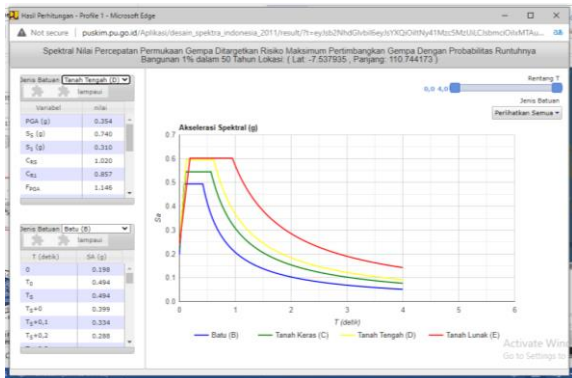 Hasil Perhitungan - Profile 1 - Microsoft Edge
Not secure | puskim.pu.go.id/Aplikasi/desain_spektra_indonesia_2011/result/
Spektral Nilai Percepatan Permukaan Gempa Ditargetkan Risiko Maksimum Pertimbangkan Gempa Dengan Probabilitas Runtuhnya
Bangunan 1% dalam 50 Tahun Lokasi: ( Lat: -7.537935 , Panjang: 110.744173 )
Jenis Batuan Tanah Tengah (D)
lampaui
Variabel nilai
PGA (g) 0.354
SS (g) 0.740
S1 (g) 0.310
CRS 1.020
CR1 0.857
FPGA 1.146
Jenis Batuan Batu (B)
lampaui
T (detik) SA (g)
0 0.198
T0 0.494
TS 0.494
TS+0 0.399
TS+0,1 0.334
TS+0,2 0.288
Rentang T
0,0 4,0
Jenis Batuan
Perlihatkan Semua
Akselerasi Spektral (g)
0.7
0.6
0.5
0.4
0.3
0.2
0.1
0.0
Sa
0 1 2 3 4 5 6
T (detik)
Batu (B) Tanah Keras (C) Tanah Tengah (D) Tanah Lunak (E)
Activate Win
Go to Settings to